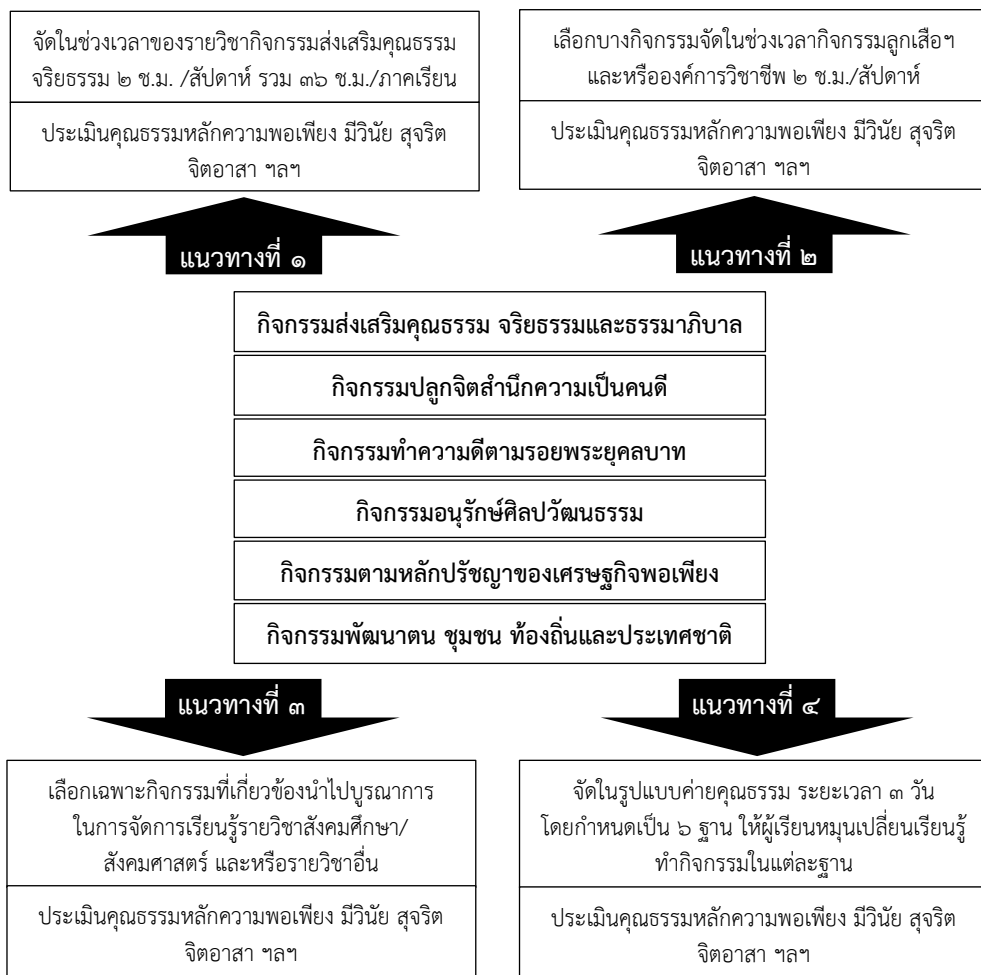 จัดในช่วงเวลาของรายวิชากิจกรรมส่งเสริมคุณธรรม
จริยธรรม ๒ ช.ม. /สัปดาห์ รวม ๓๖ ช.ม./ภาคเรียน
ประเมินคุณธรรมหลักความพอเพียง มีวินัย สุจริต
จิตอาสา ฯลฯ
แนวทางที่ ๑
เลือกบางกิจกรรมจัดในช่วงเวลากิจกรรมลูกเสือฯ
และหรือองค์การวิชาชีพ ๒ ช.ม./สัปดาห์
ประเมินคุณธรรมหลักความพอเพียง มีวินัย สุจริต
จิตอาสา ฯลฯ
แนวทางที่ ๒
กิจกรรมส่งเสริมคุณธรรม จริยธรรมและธรรมาภิบาล
กิจกรรมปลูกจิตสำนึกความเป็นคนดี
กิจกรรมทำความดีตามรอยพระยุคลบาท
กิจกรรมอนุรักษ์ศิลปวัฒนธรรม
กิจกรรมตามหลักปรัชญาของเศรษฐกิจพอเพียง
กิจกรรมพัฒนาตน ชุมชน ท้องถิ่นและประเทศชาติ
แนวทางที่ ๓
เลือกเฉพาะกิจกรรมที่เกี่ยวข้องนำไปบูรณาการ
ในการจัดการเรียนรู้รายวิชาสังคมศึกษา/
สังคมศาสตร์ และหรือรายวิชาอื่น
ประเมินคุณธรรมหลักความพอเพียง มีวินัย สุจริต
จิตอาสา ฯลฯ
แนวทางที่ ๔
จัดในรูปแบบค่ายคุณธรรม ระยะเวลา ๓ วัน
โดยกำหนดเป็น ๖ ฐาน ให้ผู้เรียนหมุนเปลี่ยนเรียนรู้
ทำกิจกรรมในแต่ละฐาน
ประเมินคุณธรรมหลักความพอเพียง มีวินัย สุจริต
จิตอาสา ฯลฯ